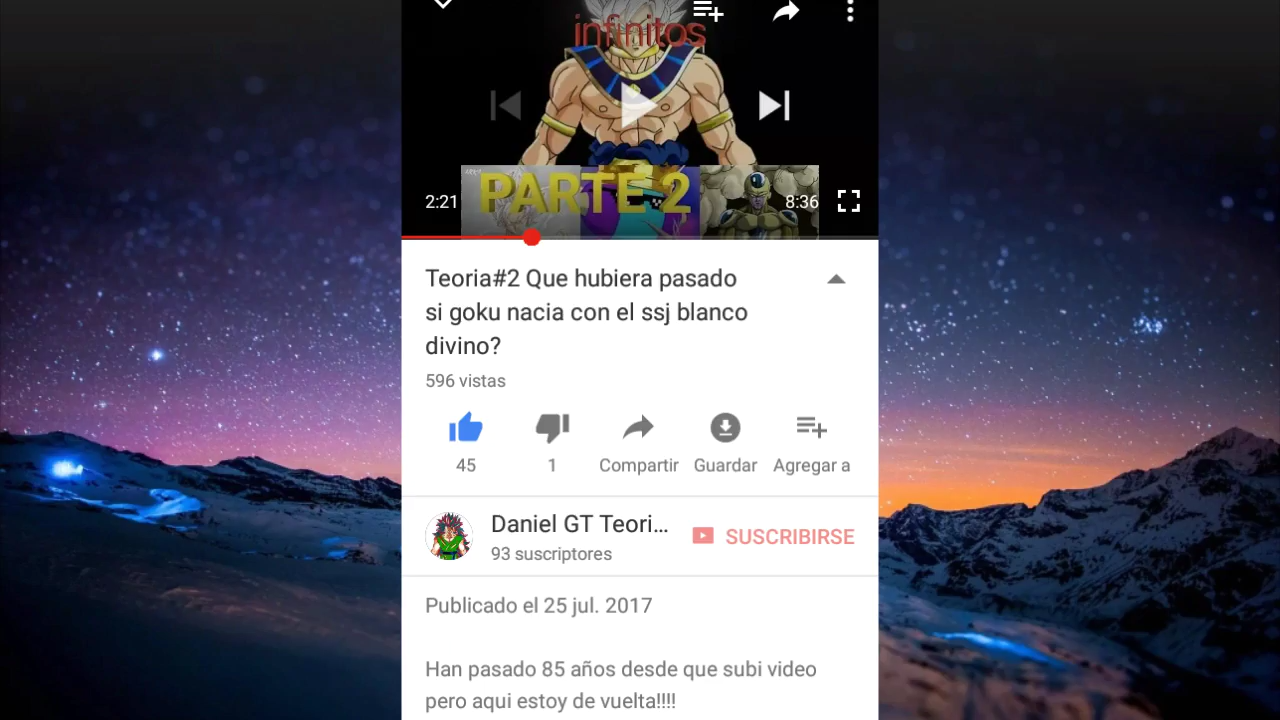 infinitos
PARTE 2
2:21
8:36
Teoria#2 Que hubiera pasado
si goku nacia con el ssj blanco
divino?
596 vistas
45
1
Compartir
Guardar
Agregar a
Daniel GT Teori...
SUSCRIBIRSE
93 suscriptores
Publicado el 25 jul. 2017
Han pasado 85 años desde que subi video
pero aqui estoy de vuelta!!!!